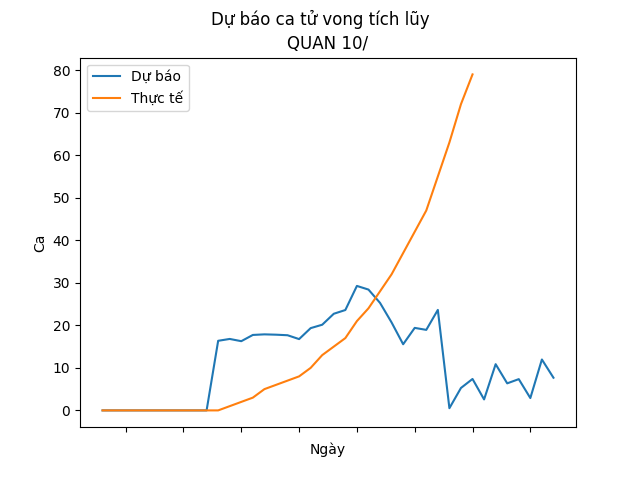 Dự báo ca tử vong tích lũy
QUAN 10/
Dự báo
Thực tế
80
70
60
50
40
30
20
10
0
Ca
Ngày